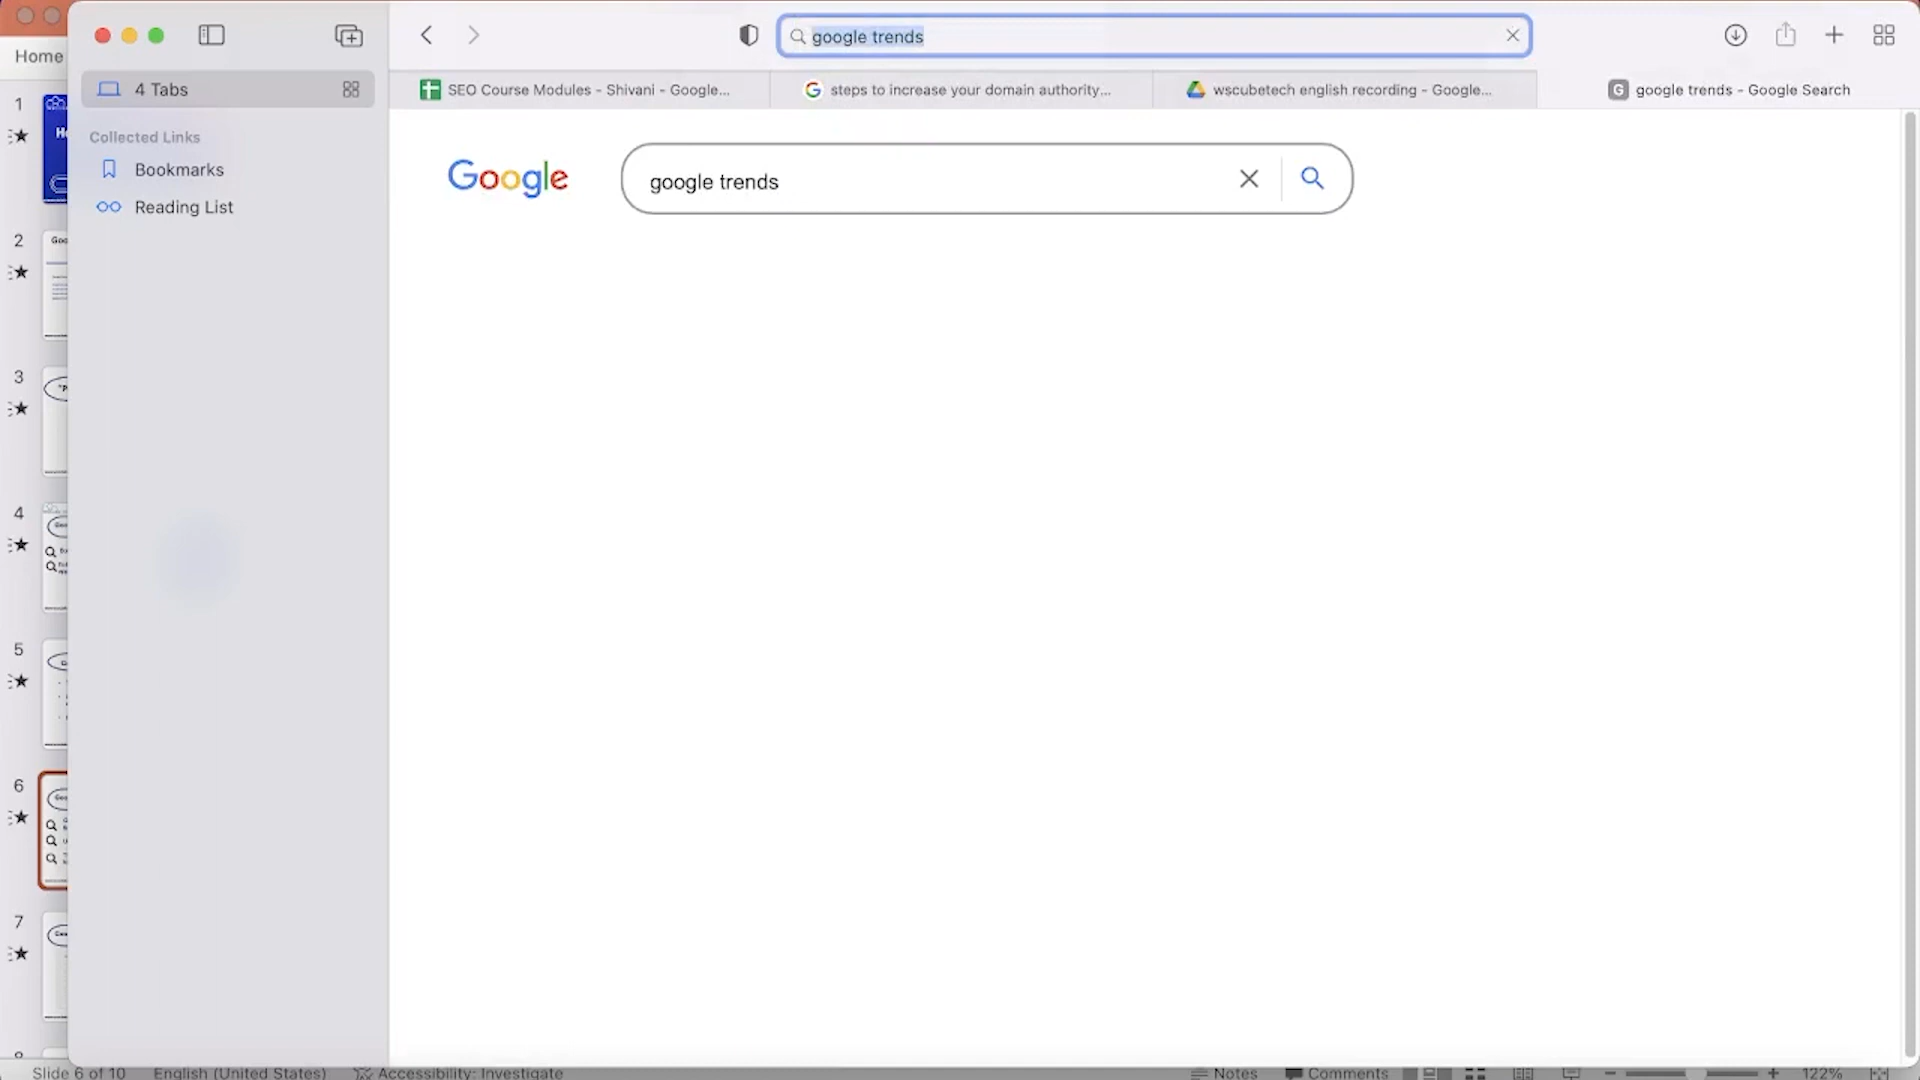 Home
google trends
4 Tabs
SEO Course Modules - Shivani - Google...
steps to increase your domain authority...
wscubetech english recording - Google...
google trends - Google Search
Collected Links
Bookmarks
Reading List
Google
google trends
1
2
3
4
5
6
7
8
Slide 6 of 10
English (United States)
Accessibility: Investigate
Notes
Comments
122%